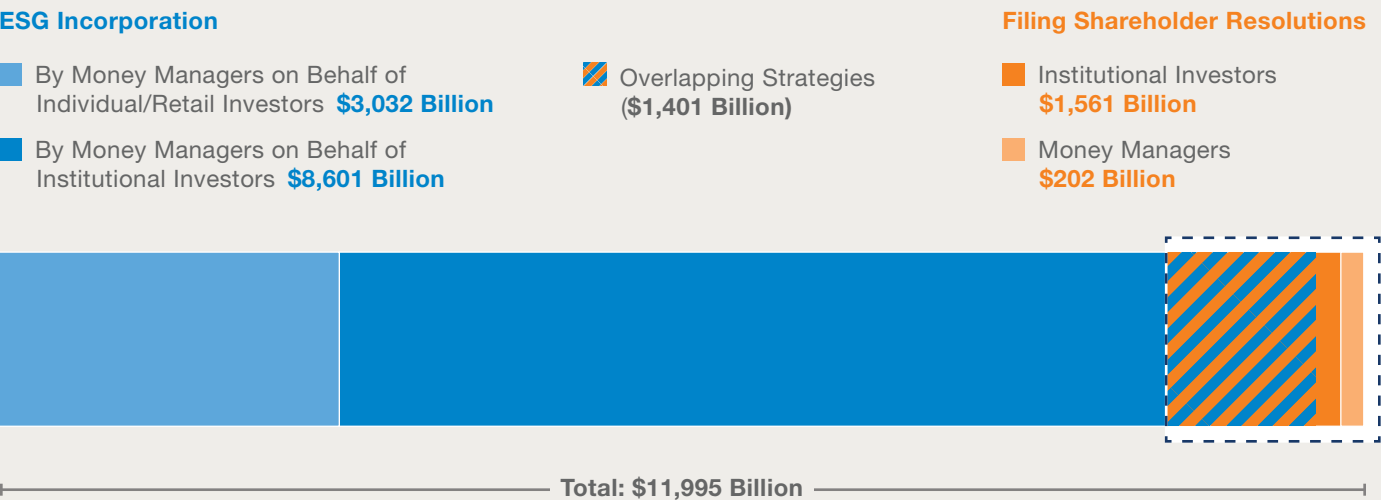 ESG Incorporation
By Money Managers on Behalf of
Individual/Retail Investors $3,032 Billion
By Money Managers on Behalf of
Institutional Investors $8,601 Billion
Overlapping Strategies
($1,401 Billion)
Filing Shareholder Resolutions
Institutional Investors
$1,561 Billion
Money Managers
$202 Billion
Total: $11,995 Billion